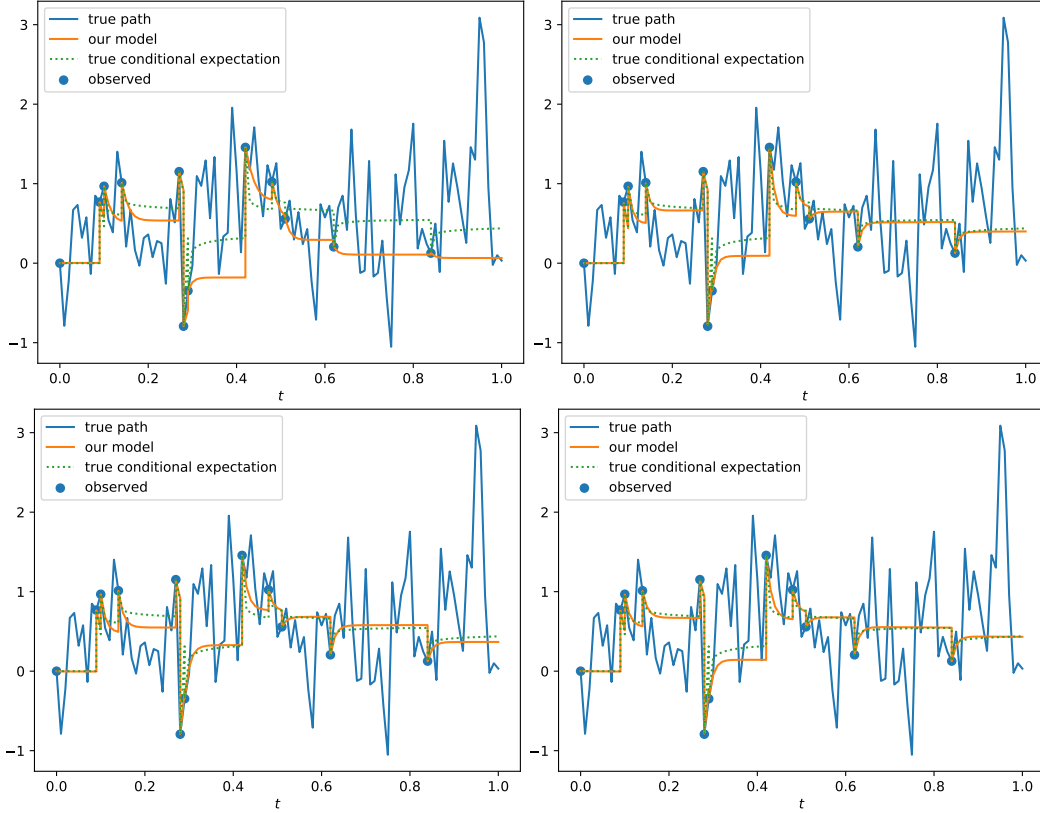 true path
our model
true conditional expectation
observed
3
2
1
0
−1
0.0 0.2 0.4 0.6 0.8 1.0
t
true path
our model
true conditional expectation
observed
3
2
1
0
−1
0.0 0.2 0.4 0.6 0.8 1.0
t
true path
our model
true conditional expectation
observed
3
2
1
0
−1
0.0 0.2 0.4 0.6 0.8 1.0
t
true path
our model
true conditional expectation
observed
3
2
1
0
−1
0.0 0.2 0.4 0.6 0.8 1.0
t